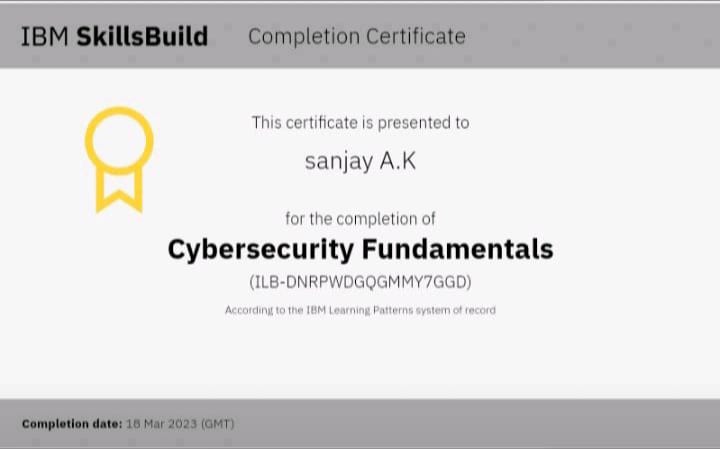 IBM SkillsBuild Completion Certificate
This certificate is presented to
sanjay A.K
for the completion of
Cybersecurity Fundamentals
(ILB-DNRPWDGQGMMY7GGD)
According to the IBM Learning Patterns system of record
Completion date: 18 Mar 2023 (GMT)